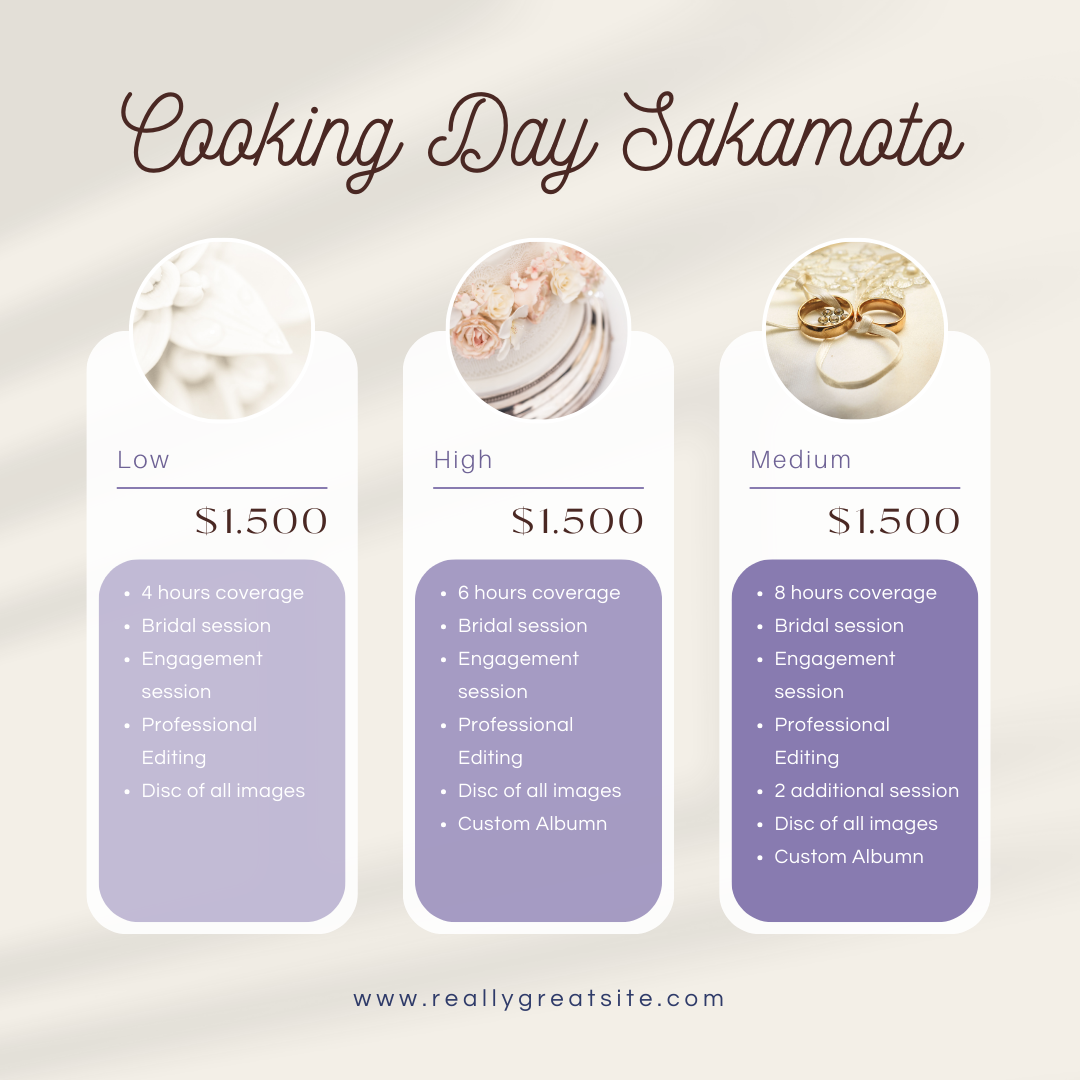 Cooking Day Sakamoto
Low
$1.500
• 4 hours coverage
• Bridal session
• Engagement
session
• Professional
Editing
• Disc of all images
High
$1.500
• 6 hours coverage
• Bridal session
• Engagement
session
• Professional
Editing
• Disc of all images
• Custom Albumn
Medium
$1.500
• 8 hours coverage
• Bridal session
• Engagement
session
• Professional
Editing
• 2 additional session
• Disc of all images
• Custom Albumn
www.reallygreatsite.com